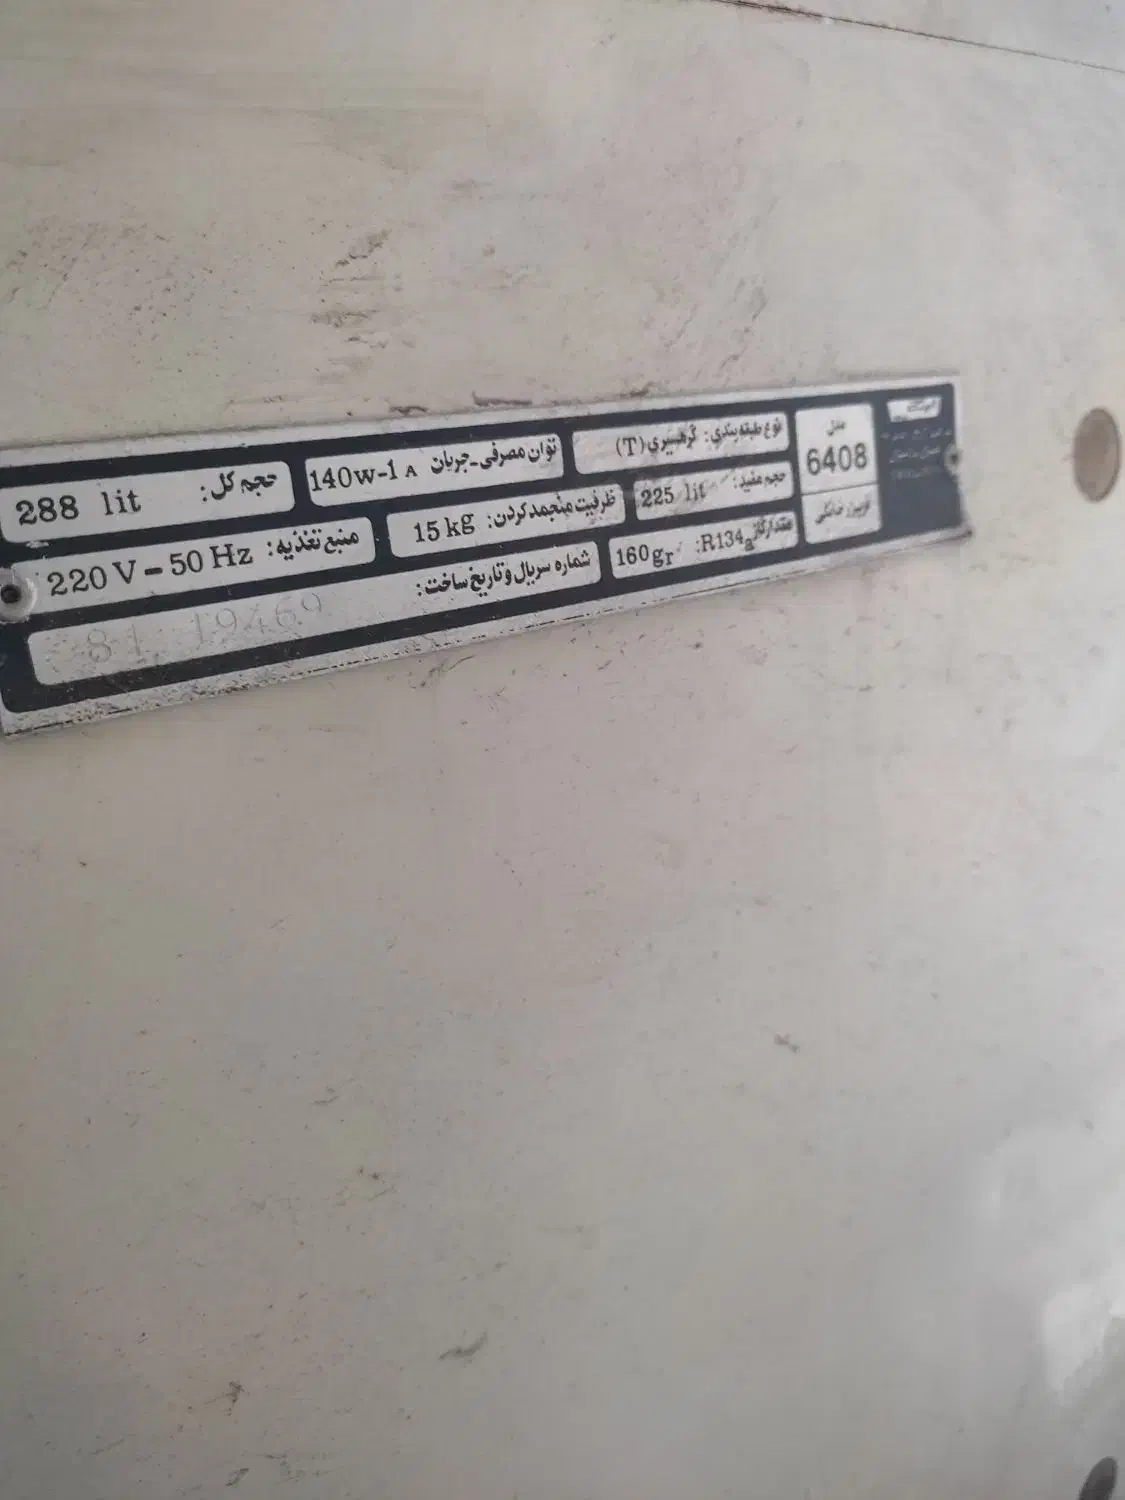 مدل
6408
فریزر خانگی
نوع طبقه بندی: گرمسیری (T)
توان مصرفی-جریان 140w-1 A
حجم کل: 288 lit
حجم مفید: 225 lit
ظرفیت منجمد کردن: 15 kg
منبع تغذیه: 220 V - 50 Hz
مقدار گاز R134a: 160gr
شماره سریال و تاریخ ساخت:
81 19469